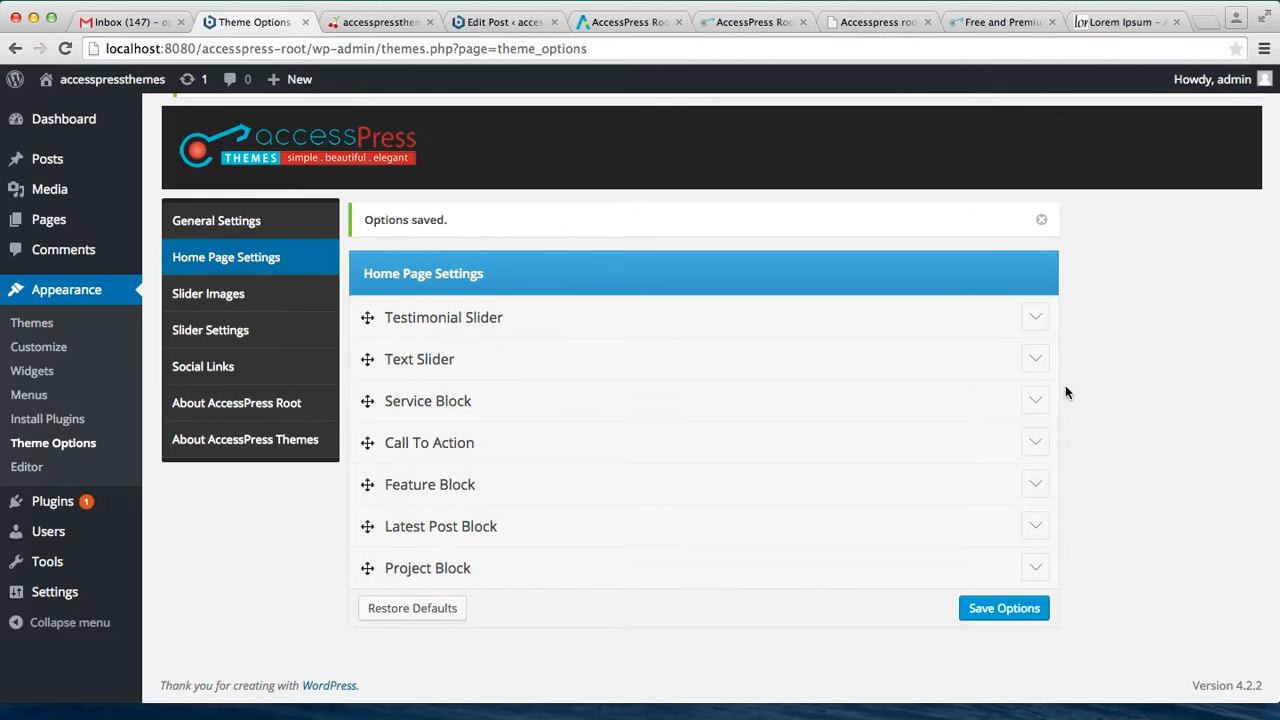 Inbox (147) – o
Theme Options
accesspressthem
Edit Post ‹ access
AccessPress Roo
AccessPress Ro
Accesspress roo
Free and Premi
Lorem Ipsum – A
localhost:8080/accesspress-root/wp-admin/themes.php?page=theme_options
accesspressthemes
1
0
New
Howdy, admin
Dashboard
Posts
Media
Pages
Comments
Appearance
Themes
Customize
Widgets
Menus
Install Plugins
Theme Options
Editor
Plugins 1
Users
Tools
Settings
Collapse menu
accessPress
THEMES simple . beautiful . elegant
General Settings
Home Page Settings
Slider Images
Slider Settings
Social Links
About AccessPress Root
About AccessPress Themes
Options saved.
Home Page Settings
Testimonial Slider
Text Slider
Service Block
Call To Action
Feature Block
Latest Post Block
Project Block
Restore Defaults
Save Options
Thank you for creating with WordPress.
Version 4.2.2